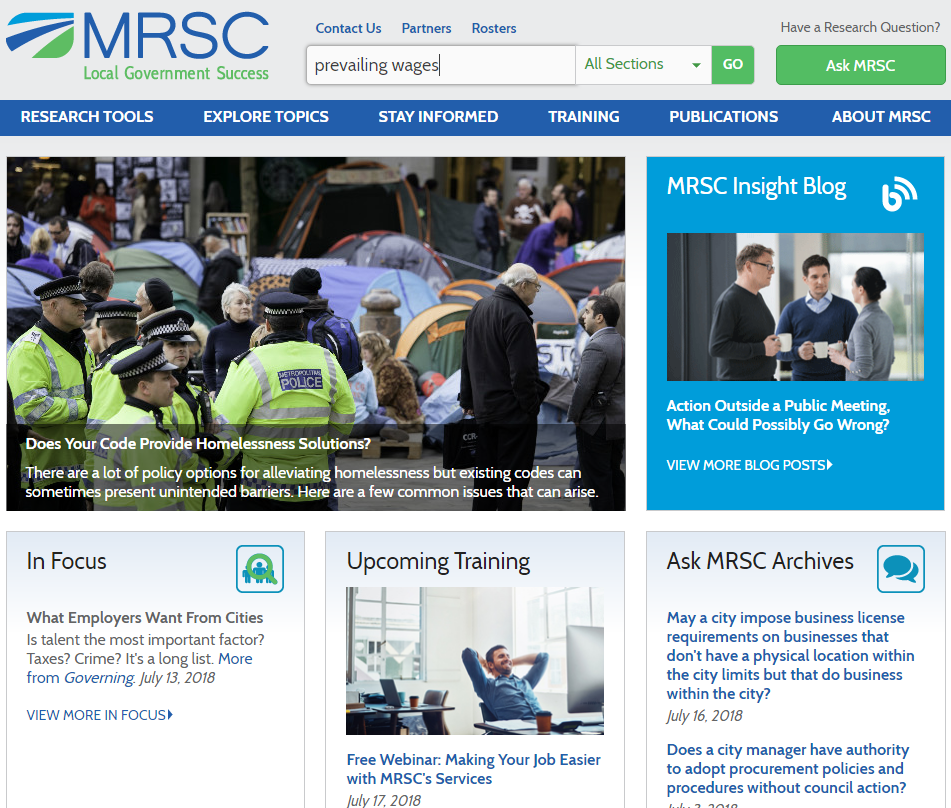 MRSC
Local Government Success
Contact Us Partners Rosters
prevailing wages
All Sections
GO
Have a Research Question?
Ask MRSC
RESEARCH TOOLS EXPLORE TOPICS STAY INFORMED TRAINING PUBLICATIONS ABOUT MRSC
METROPOLITAN
POLICE
CCR
Does Your Code Provide Homelessness Solutions?
There are a lot of policy options for alleviating homelessness but existing codes can
sometimes present unintended barriers. Here are a few common issues that can arise.
MRSC Insight Blog
Action Outside a Public Meeting,
What Could Possibly Go Wrong?
VIEW MORE BLOG POSTS
In Focus
What Employers Want From Cities
Is talent the most important factor?
Taxes? Crime? It's a long list. More
from Governing. July 13, 2018
VIEW MORE IN FOCUS
Upcoming Training
Free Webinar: Making Your Job Easier
with MRSC's Services
July 17, 2018
Ask MRSC Archives
May a city impose business license
requirements on businesses that
don't have a physical location within
the city limits but that do business
within the city?
July 16, 2018
Does a city manager have authority
to adopt procurement policies and
procedures without council action?